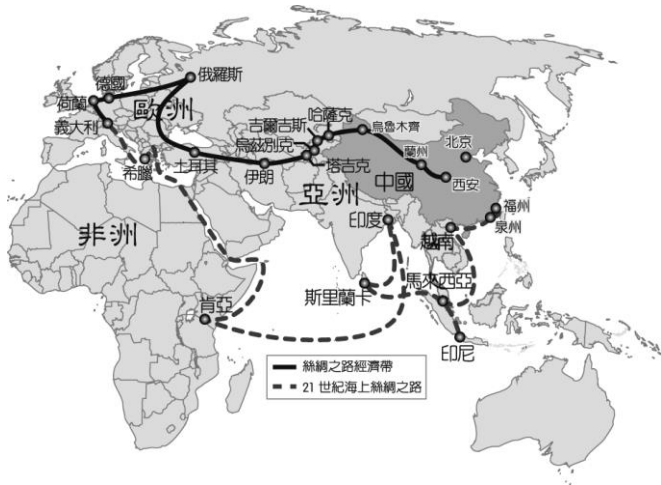 俄羅斯
德國
荷蘭
歐洲
義大利
希臘
土耳其
伊朗
哈薩克
吉爾吉斯
烏茲別克
塔吉克
烏魯木齊
蘭州
北京
西安
中國
亞洲
福州
泉州
印度
越南
非洲
斯里蘭卡
馬來西亞
肯亞
印尼
絲綢之路經濟帶
21 世紀海上絲綢之路